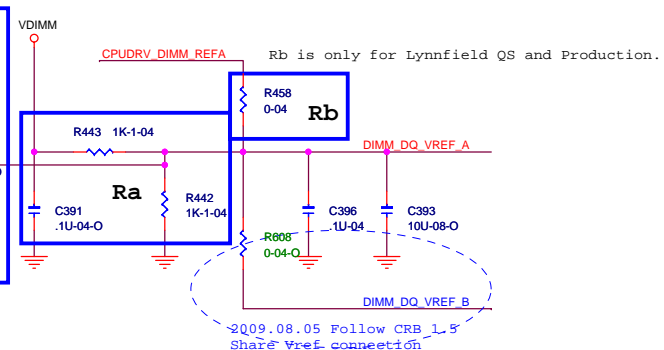 VDIMM
CPUDRV_DIMM_REFA
Rb is only for Lynnfield QS and Production.
R458
0-04
Rb
R443 1K-1-04
DIMM_DQ_VREF_A
Ra
R442
1K-1-04
C391
.1U-04-O
C396
.1U-04
C393
10U-08-O
R608
0-04-O
DIMM_DQ_VREF_B
2009.08.05 Follow CRB 1.5
Share Vref connection